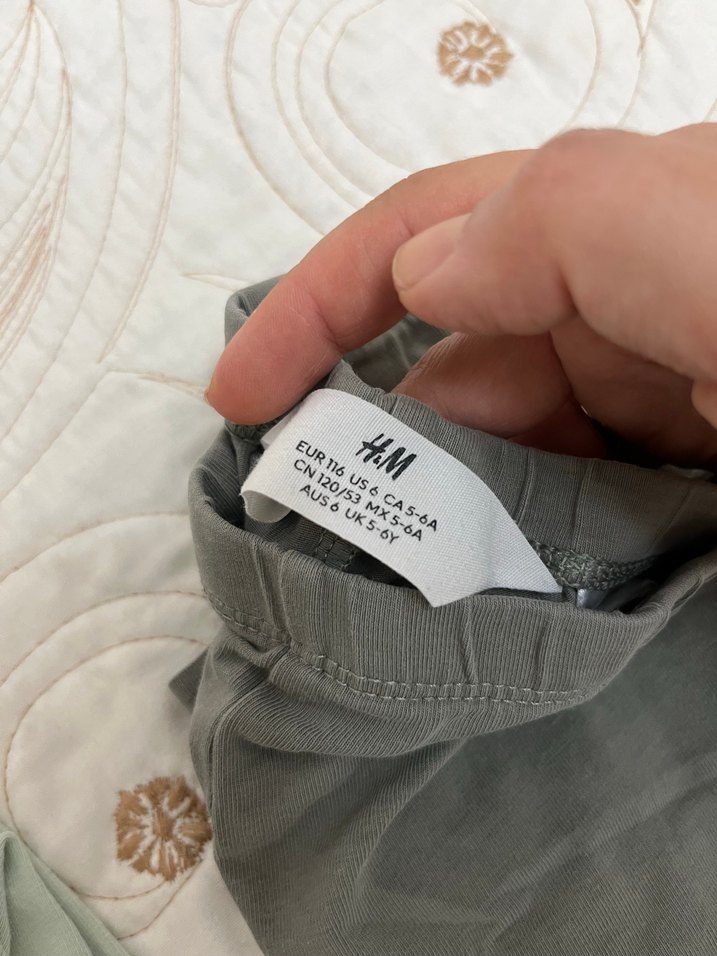 H&M
EUR 116 US 6 CA 5-6A
CN 120/53 MX 5-6A
AUS 6 UK 5-6Y